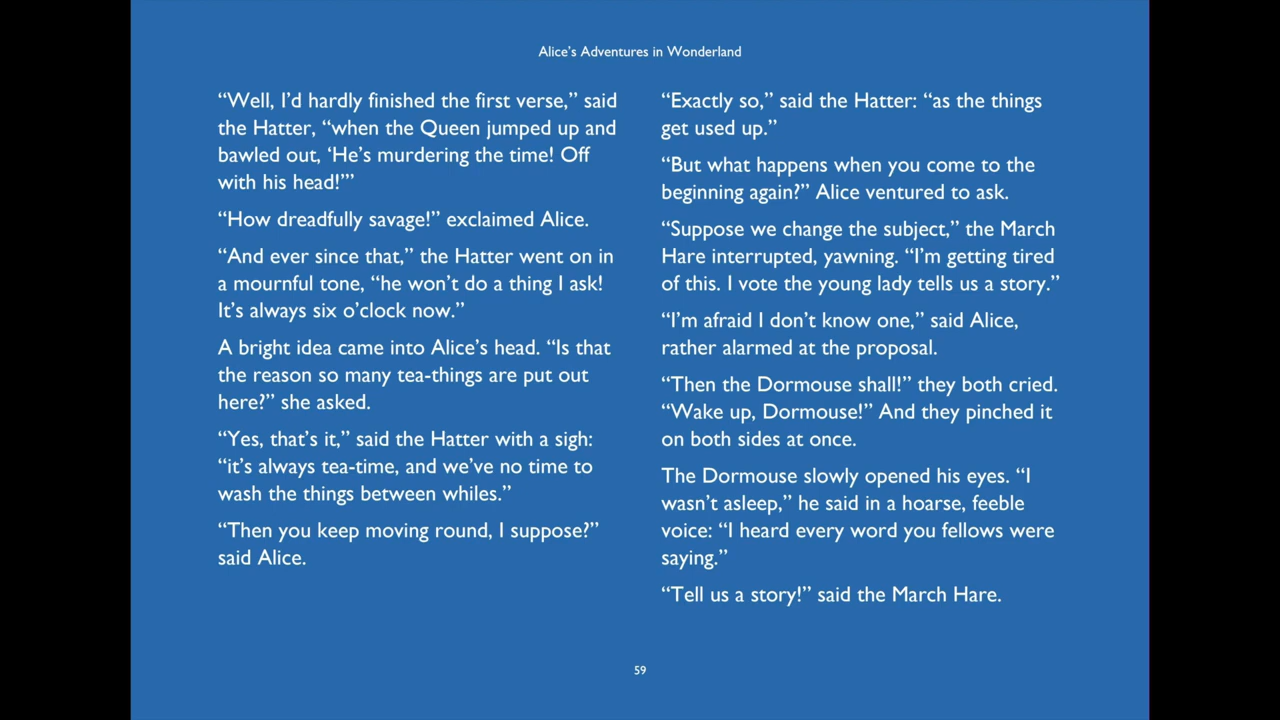 Alice’s Adventures in Wonderland
“Well, I’d hardly finished the first verse,” said
the Hatter, “when the Queen jumped up and
bawled out, ‘He’s murdering the time! Off
with his head!’”
“How dreadfully savage!” exclaimed Alice.
“And ever since that,” the Hatter went on in
a mournful tone, “he won’t do a thing I ask!
It’s always six o’clock now.”
A bright idea came into Alice’s head. “Is that
the reason so many tea-things are put out
here?” she asked.
“Yes, that’s it,” said the Hatter with a sigh:
“it’s always tea-time, and we’ve no time to
wash the things between whiles.”
“Then you keep moving round, I suppose?”
said Alice.
“Exactly so,” said the Hatter: “as the things
get used up.”
“But what happens when you come to the
beginning again?” Alice ventured to ask.
“Suppose we change the subject,” the March
Hare interrupted, yawning. “I’m getting tired
of this. I vote the young lady tells us a story.”
“I’m afraid I don’t know one,” said Alice,
rather alarmed at the proposal.
“Then the Dormouse shall!” they both cried.
“Wake up, Dormouse!” And they pinched it
on both sides at once.
The Dormouse slowly opened his eyes. “I
wasn’t asleep,” he said in a hoarse, feeble
voice: “I heard every word you fellows were
saying.”
“Tell us a story!” said the March Hare.
59